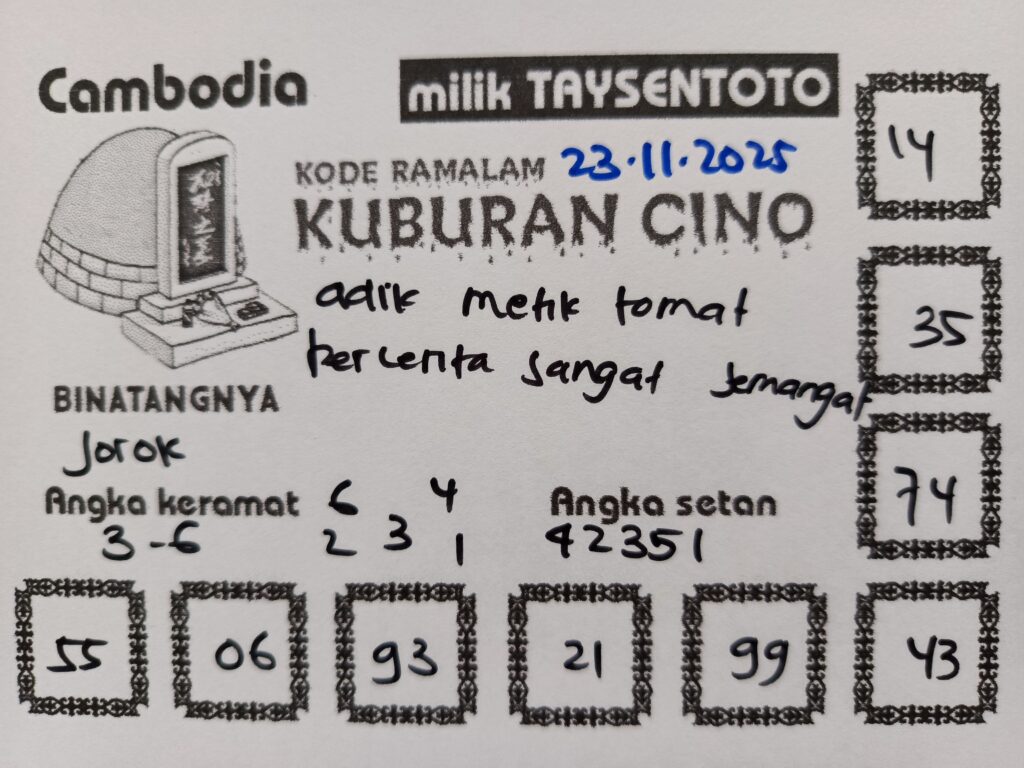 Cambodia
milik TAYSENTOTO
KODE RAMALAM 23.11.2025
KUBURAN CINO
adik metik tomat
bercerita sangat semangat
BINATANGNYA
Jorok
Angka keramat
3-6
6 4
2 3 1
Angka setan
42351
14
35
74
55 06 93 21 99 43